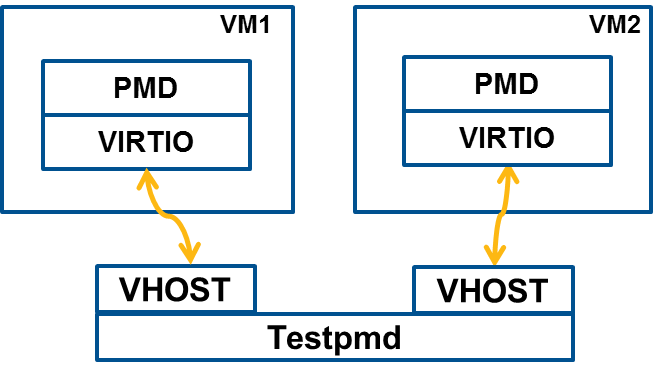 VM1
PMD
VIRTIO
VM2
PMD
VIRTIO
VHOST
VHOST
Testpmd